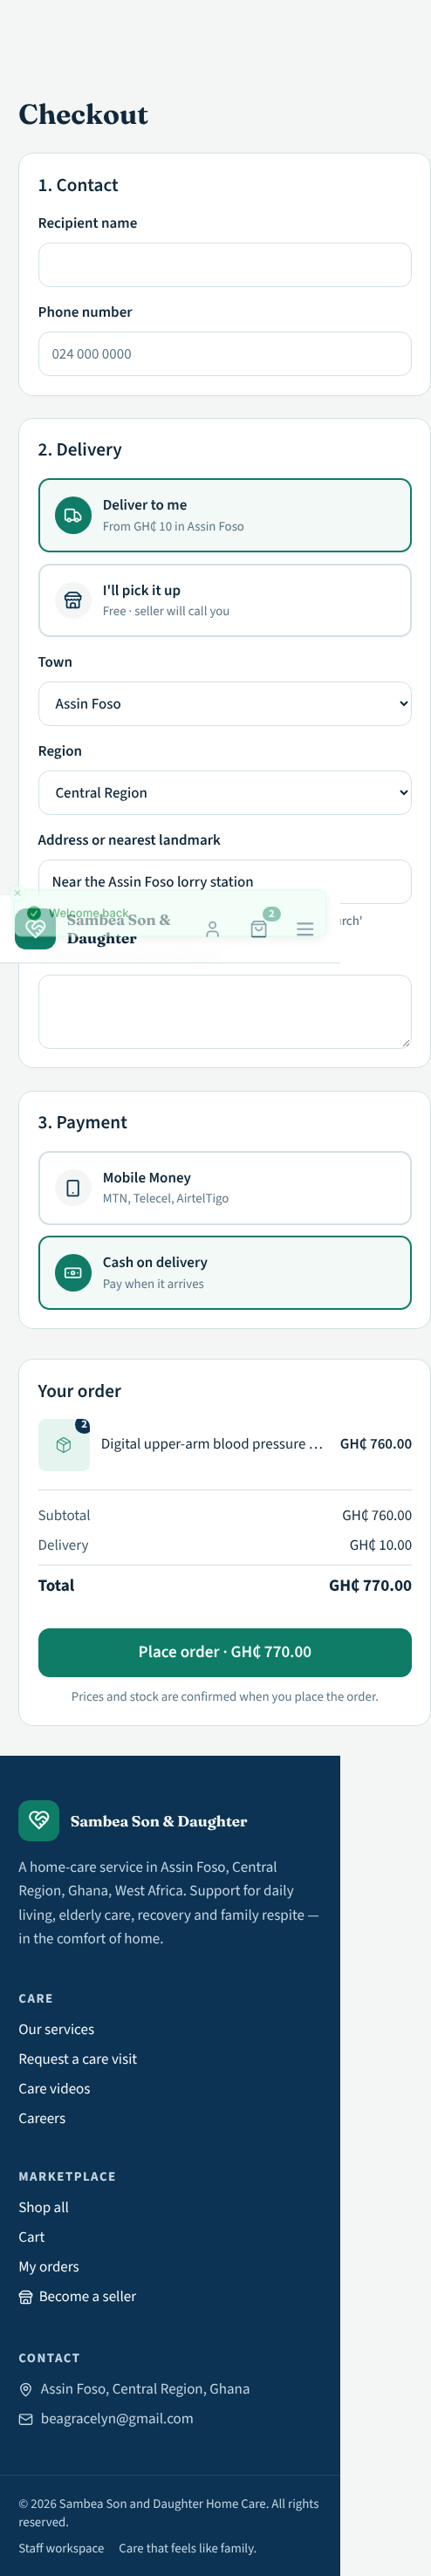 Checkout
1. Contact
Recipient name
Phone number
024 000 0000
2. Delivery
Deliver to me
From GH₵ 10 in Assin Foso
I'll pick it up
Free · seller will call you
Town
Assin Foso
Region
Central Region
Address or nearest landmark
Near the Assin Foso lorry station
Welcome back
2
Sambea Son &
Daughter
3. Payment
Mobile Money
MTN, Telecel, AirtelTigo
Cash on delivery
Pay when it arrives
Your order
2
Digital upper-arm blood pressure … GH₵ 760.00
Subtotal GH₵ 760.00
Delivery GH₵ 10.00
Total GH₵ 770.00
Place order · GH₵ 770.00
Prices and stock are confirmed when you place the order.
Sambea Son & Daughter
A home-care service in Assin Foso, Central
Region, Ghana, West Africa. Support for daily
living, elderly care, recovery and family respite —
in the comfort of home.
CARE
Our services
Request a care visit
Care videos
Careers
MARKETPLACE
Shop all
Cart
My orders
Become a seller
CONTACT
Assin Foso, Central Region, Ghana
beagracelyn@gmail.com
© 2026 Sambea Son and Daughter Home Care. All rights
reserved.
Staff workspace Care that feels like family.